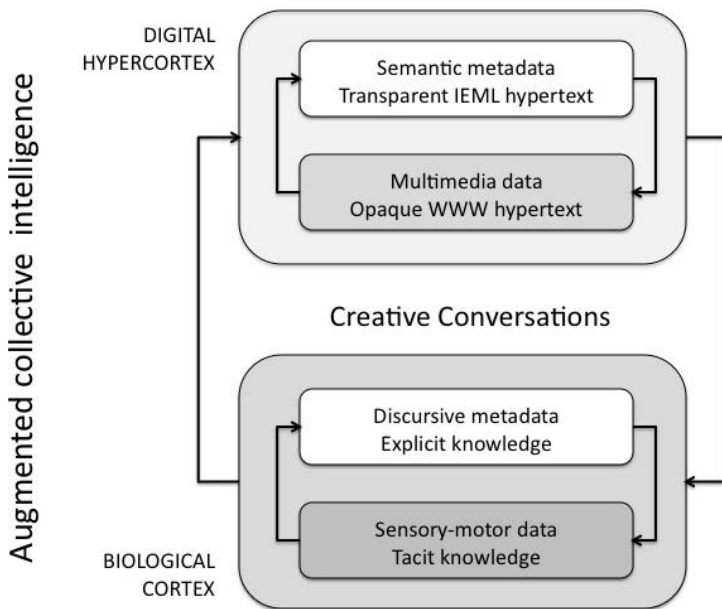 Augmented collective intelligence
DIGITAL
HYPERCORTEX
Semantic metadata
Transparent IEML hypertext
Multimedia data
Opaque WWW hypertext
Creative Conversations
Discursive metadata
Explicit knowledge
Sensory-motor data
Tacit knowledge
BIOLOGICAL
CORTEX